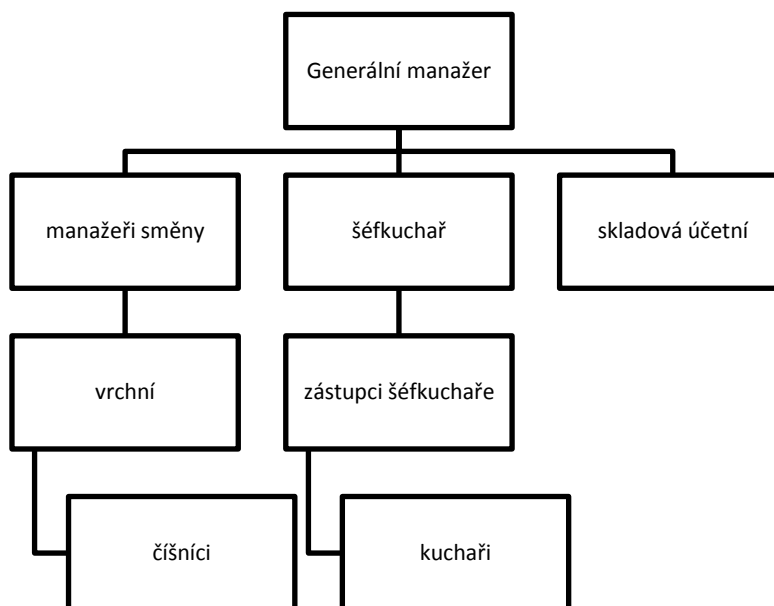 Generální manažer
manažeři směny
šéfkuchař
skladová účetní
vrchní
zástupci šéfkuchaře
číšníci
kuchaři